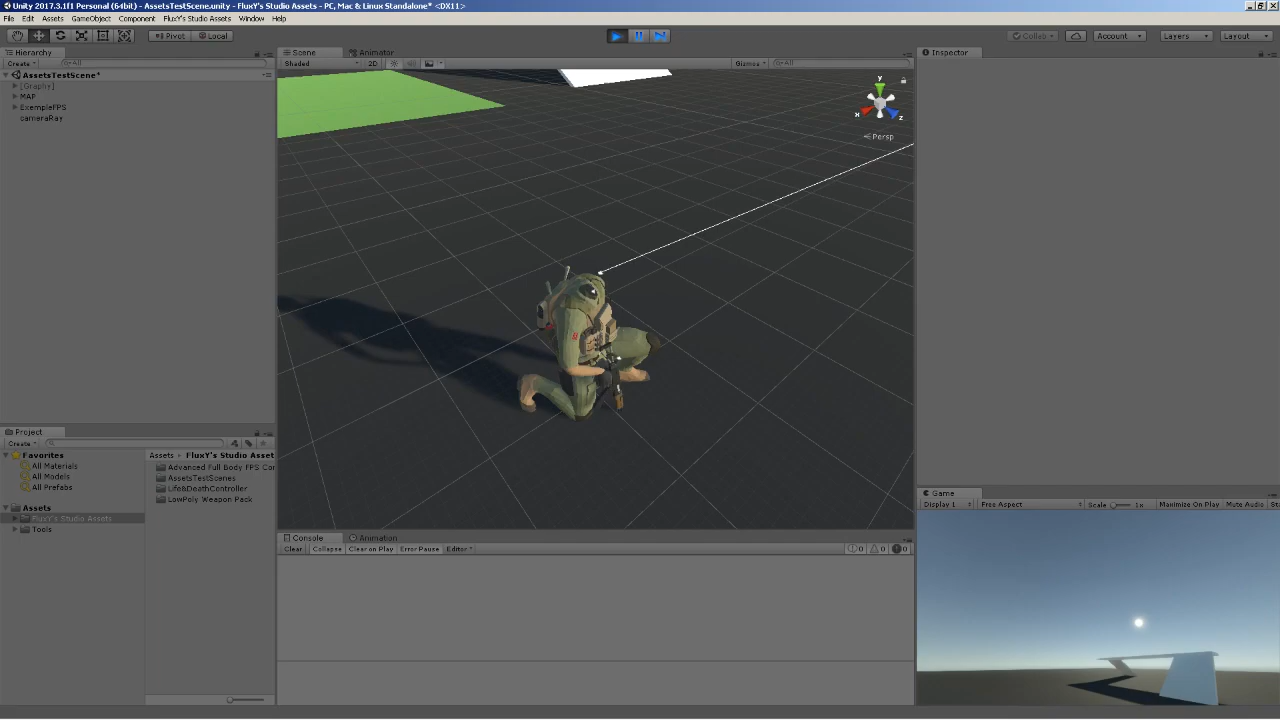 Unity 2017.3.1f1 Personal (64bit) - AssetsTestScene.unity - FluxY's Studio Assets - PC, Mac & Linux Standalone* <DX11>
File Edit Assets GameObject Component FluxY's Studio Assets Window Help
Pivot Local Collab Account Layers Layout
Hierarchy
Create All
AssetsTestScene*
[Graphy]
MAP
ExempleFPS
cameraRay
Scene Animator
Shaded 2D Gizmos All
y
x
z
Persp
Inspector
Project
Create
Favorites
All Materials
All Models
All Prefabs
Assets
FluxY's Studio Assets
Tools
Assets FluxY's Studio Asset
Advanced Full Body FPS Cor
AssetsTestScenes
Life&DeathController
LowPoly Weapon Pack
Console Animation
Clear Collapse Clear on Play Error Pause Editor 0 0 0
Game
Display 1 Free Aspect Scale 1x Maximize On Play Mute Audio Sta